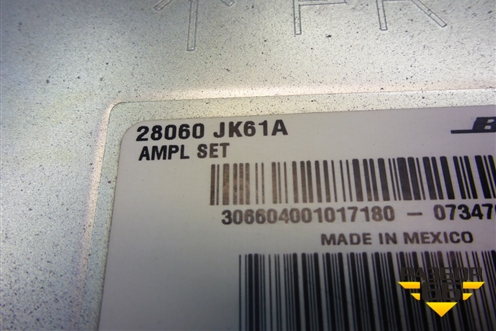 28060 JK61A
AMPL SET
306604001017180 – 07347
MADE IN MEXICO